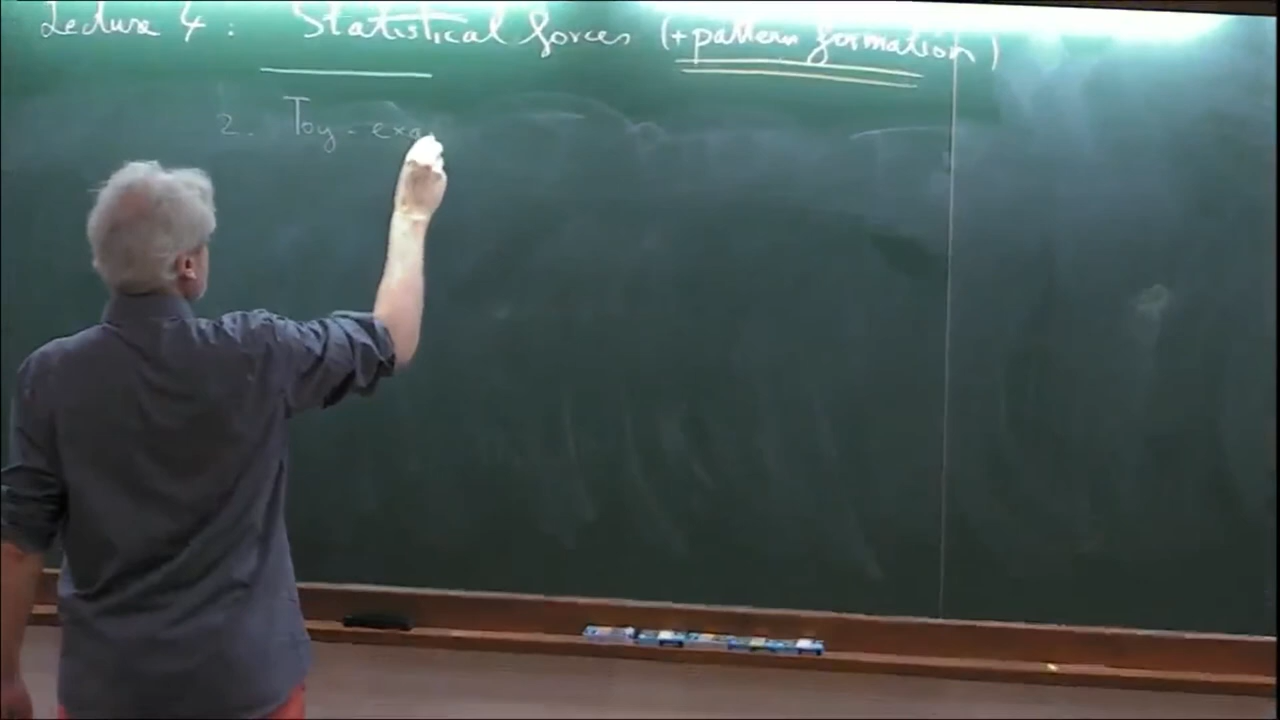 Lecture 4 : Statistical forces (+ pattern formation)
2. Toy - exa